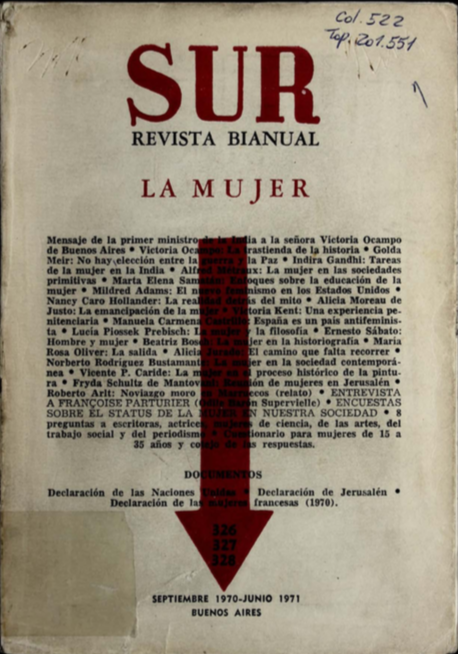 Col. 522
Top. 201.551
SUR
REVISTA BIANUAL
LA MUJER
Mensaje de la primer ministro de la India a la señora Victoria Ocampo
de Buenos Aires • Victoria Ocampo: La trastienda de la historia • Golda
Meir: No hay elección entre la guerra y la Paz • Indira Gandhi: Tareas
de la mujer en la India • Alfred Métraux: La mujer en las sociedades
primitivas • Marta Elena Samatán: Enfoques sobre la educación de la
mujer • Mildred Adams: El nuevo feminismo en los Estados Unidos •
Nancy Caro Hollander: La realidad detrás del mito • Alicia Moreau de
Justo: La emancipación de la mujer • Victoria Kent: Una experiencia pe-
nitenciaria • Manuela Carmena Castrillo: España es un país antifeminis-
ta • Lucía Piossek Prebisch: La mujer y la filosofía • Ernesto Sábato:
Hombre y mujer • Beatriz Bosch: La mujer en la historiografía • María
Rosa Oliver: La salida • Alicia Jurado: El camino que falta recorrer •
Norberto Rodríguez Bustamante: La mujer en la sociedad contemporá-
nea • Vicente P. Caride: La mujer en el proceso histórico de la pintu-
ra • Fryda Schultz de Mantovani: Reunión de mujeres en Jerusalén •
Roberto Arlt: Noviazgo moro en Marruecos (relato) • ENTREVISTA
A FRANÇOISE PARTURIER (Odile Baron Supervielle) • ENCUESTAS
SOBRE EL STATUS DE LA MUJER EN NUESTRA SOCIEDAD • 8
preguntas a escritoras, actrices, mujeres de ciencia, de las artes, del
trabajo social y del periodismo • Cuestionario para mujeres de 15 a
35 años y cotejo de las respuestas.
DOCUMENTOS
Declaración de las Naciones Unidas • Declaración de Jerusalén •
Declaración de las mujeres francesas (1970).
326
327
328
SEPTIEMBRE 1970-JUNIO 1971
BUENOS AIRES